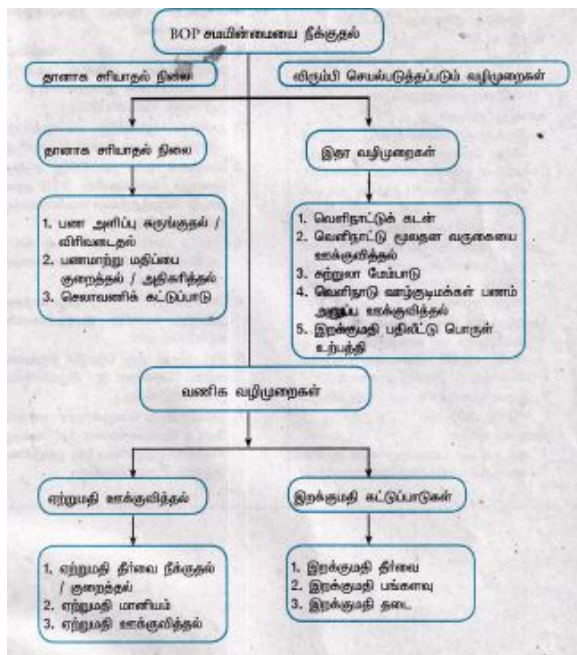 BOP சமயின்மையை நீக்குதல்
தானாக சரியாதல் நிலை
விரும்பி செயல்படுத்தப்படும் வழிமுறைகள்
தானாக சரியாதல் நிலை
இதர வழிமுறைகள்
1. பண அளிப்பு சுருங்குதல் /
விரிவடைதல்
2. பணமாற்று மதிப்பை
குறைத்தல் / அதிகரித்தல்
3. செலாவணிக் கட்டுப்பாடு
1. வெளிநாட்டுக் கடன்
2. வெளிநாட்டு மூலதன வருகையை
ஊக்குவித்தல்
3. சுற்றுலா மேம்பாடு
4. வெளிநாடு வாழ்குடிமக்கள் பணம்
அனுப்ப ஊக்குவித்தல்
5. இறக்குமதி பதிலீட்டு பொருள்
உற்பத்தி
வணிக வழிமுறைகள்
ஏற்றுமதி ஊக்குவித்தல்
இறக்குமதி கட்டுப்பாடுகள்
1. ஏற்றுமதி தீர்வை நீக்குதல்
/ குறைத்தல்
2. ஏற்றுமதி மானியம்
3. ஏற்றுமதி ஊக்குவித்தல்
1. இறக்குமதி தீர்வை
2. இறக்குமதி பங்களவு
3. இறக்குமதி தடை